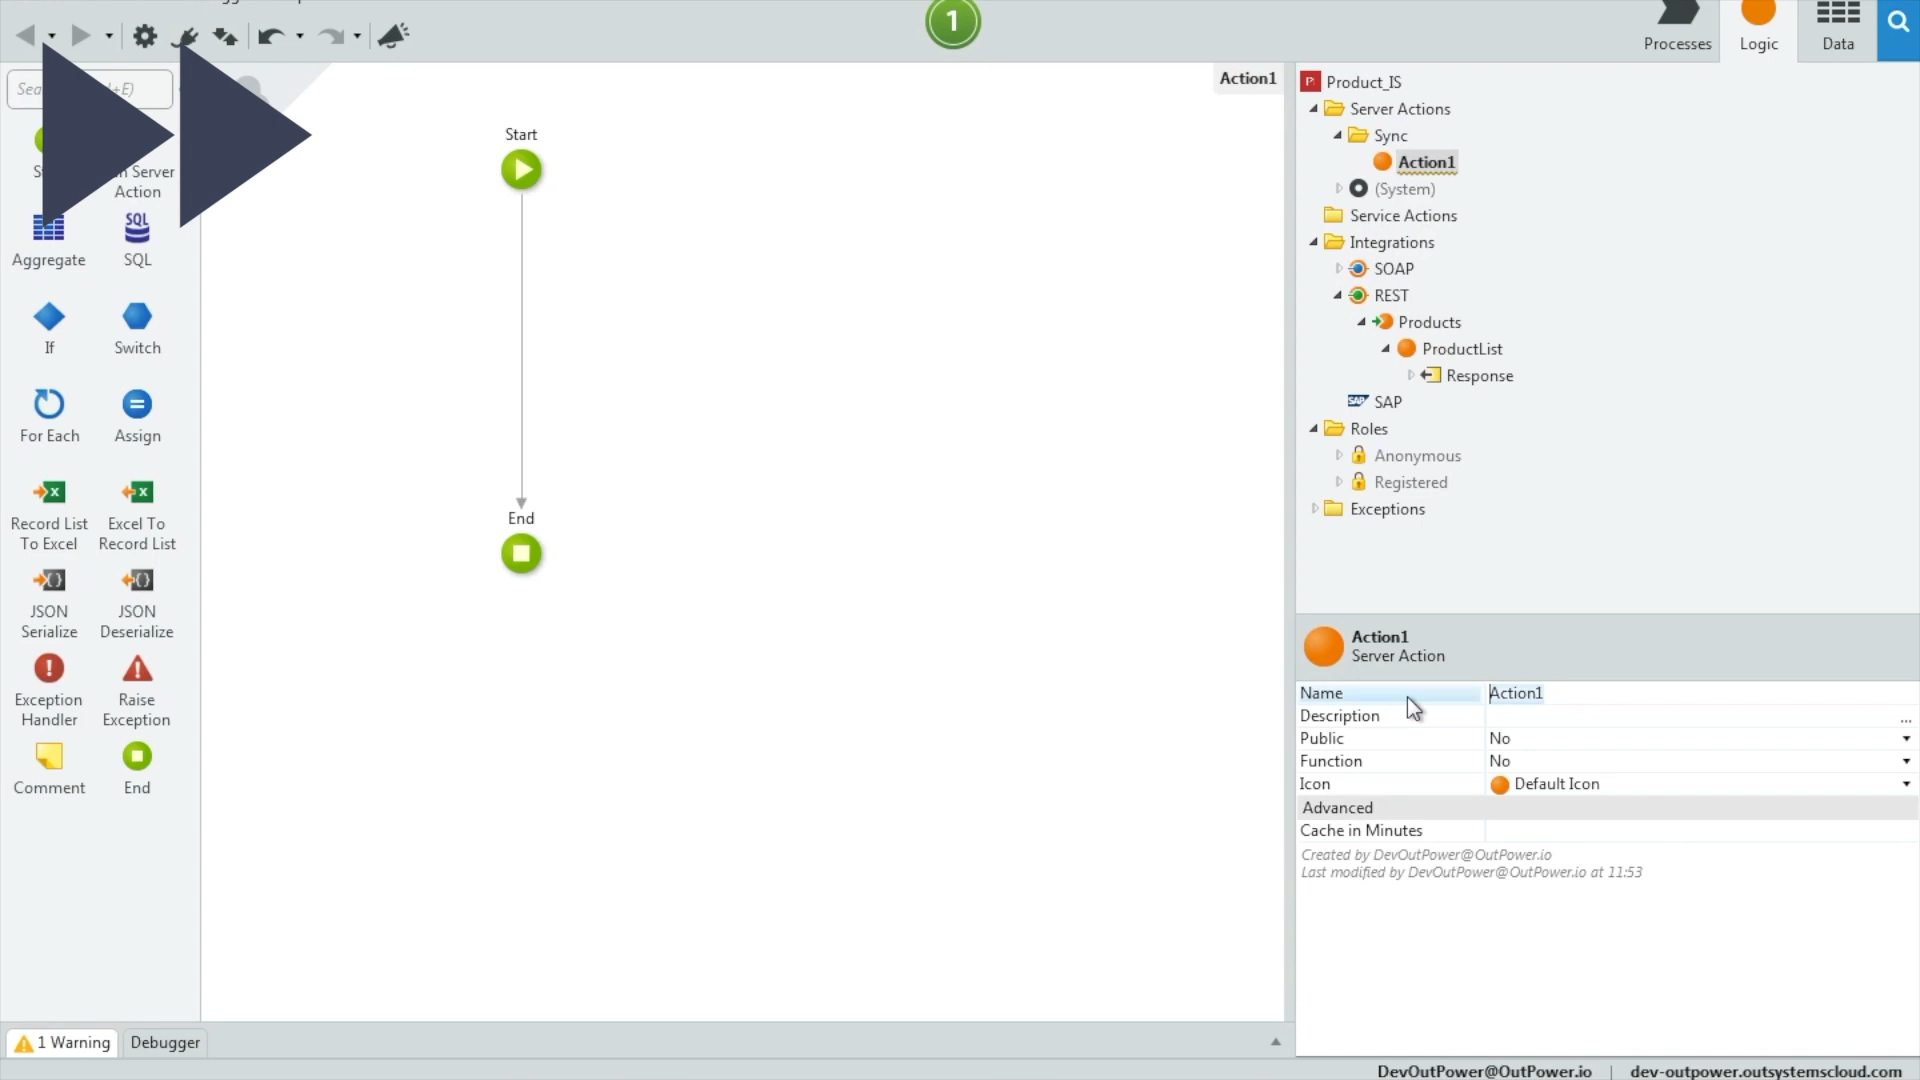 1
Processes
Logic
Data
+E)
Action1
Server
Action
Aggregate
SQL
SQL
If
Switch
For Each
Assign
Record List
To Excel
Excel To
Record List
JSON
Serialize
JSON
Deserialize
Exception
Handler
Raise
Exception
Comment
End
Start
End
Product_IS
Server Actions
Sync
Action1
(System)
Service Actions
Integrations
SOAP
REST
Products
ProductList
Response
SAP
SAP
Roles
Anonymous
Registered
Exceptions
Action1
Server Action
Name Action1
Description ...
Public No
Function No
Icon Default Icon
Advanced
Cache in Minutes
Created by DevOutPower@OutPower.io
Last modified by DevOutPower@OutPower.io at 11:53
1 Warning
Debugger
DevOutPower@OutPower.io | dev-outpower.outsystemscloud.com